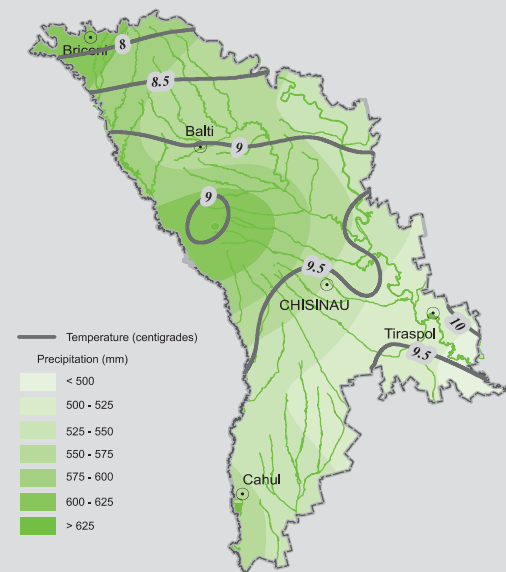 Briceni
8
8.5
Balti
9
9
9.5
CHISINAU
10
Tiraspol
9.5
Temperature (centigrades)
Precipitation (mm)
< 500
500 - 525
525 - 550
550 - 575
575 - 600
600 - 625
> 625
Cahul